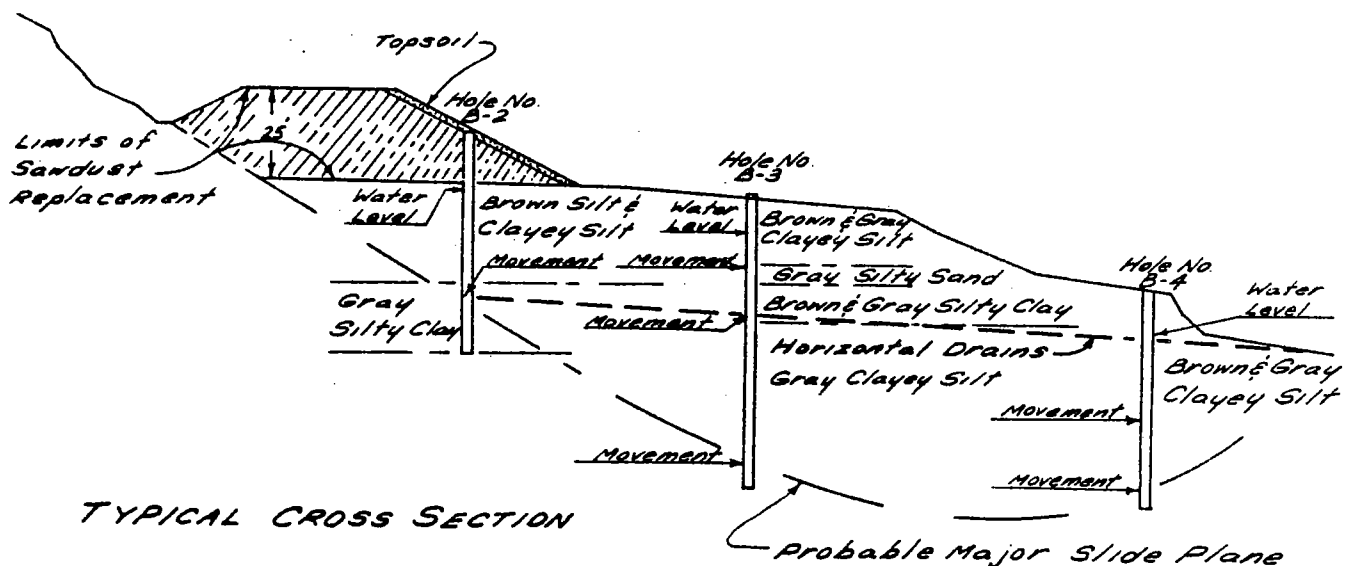 Topsoil
Hole No.
B-2
25
Limits of
Sawdust
Replacement
Hole No.
B-3
Water
Level
Brown Silt &
Clayey Silt
Water
Level
Brown & Gray
Clayey Silt
Movement
Movement
Gray Silty Sand
Hole No.
B-4
Water
Level
Gray
Silty Clay
Brown & Gray Silty Clay
Movement
Horizontal Drains
Gray Clayey Silt
Brown & Gray
Clayey Silt
Movement
Movement
Movement
TYPICAL CROSS SECTION
Probable Major Slide Plane